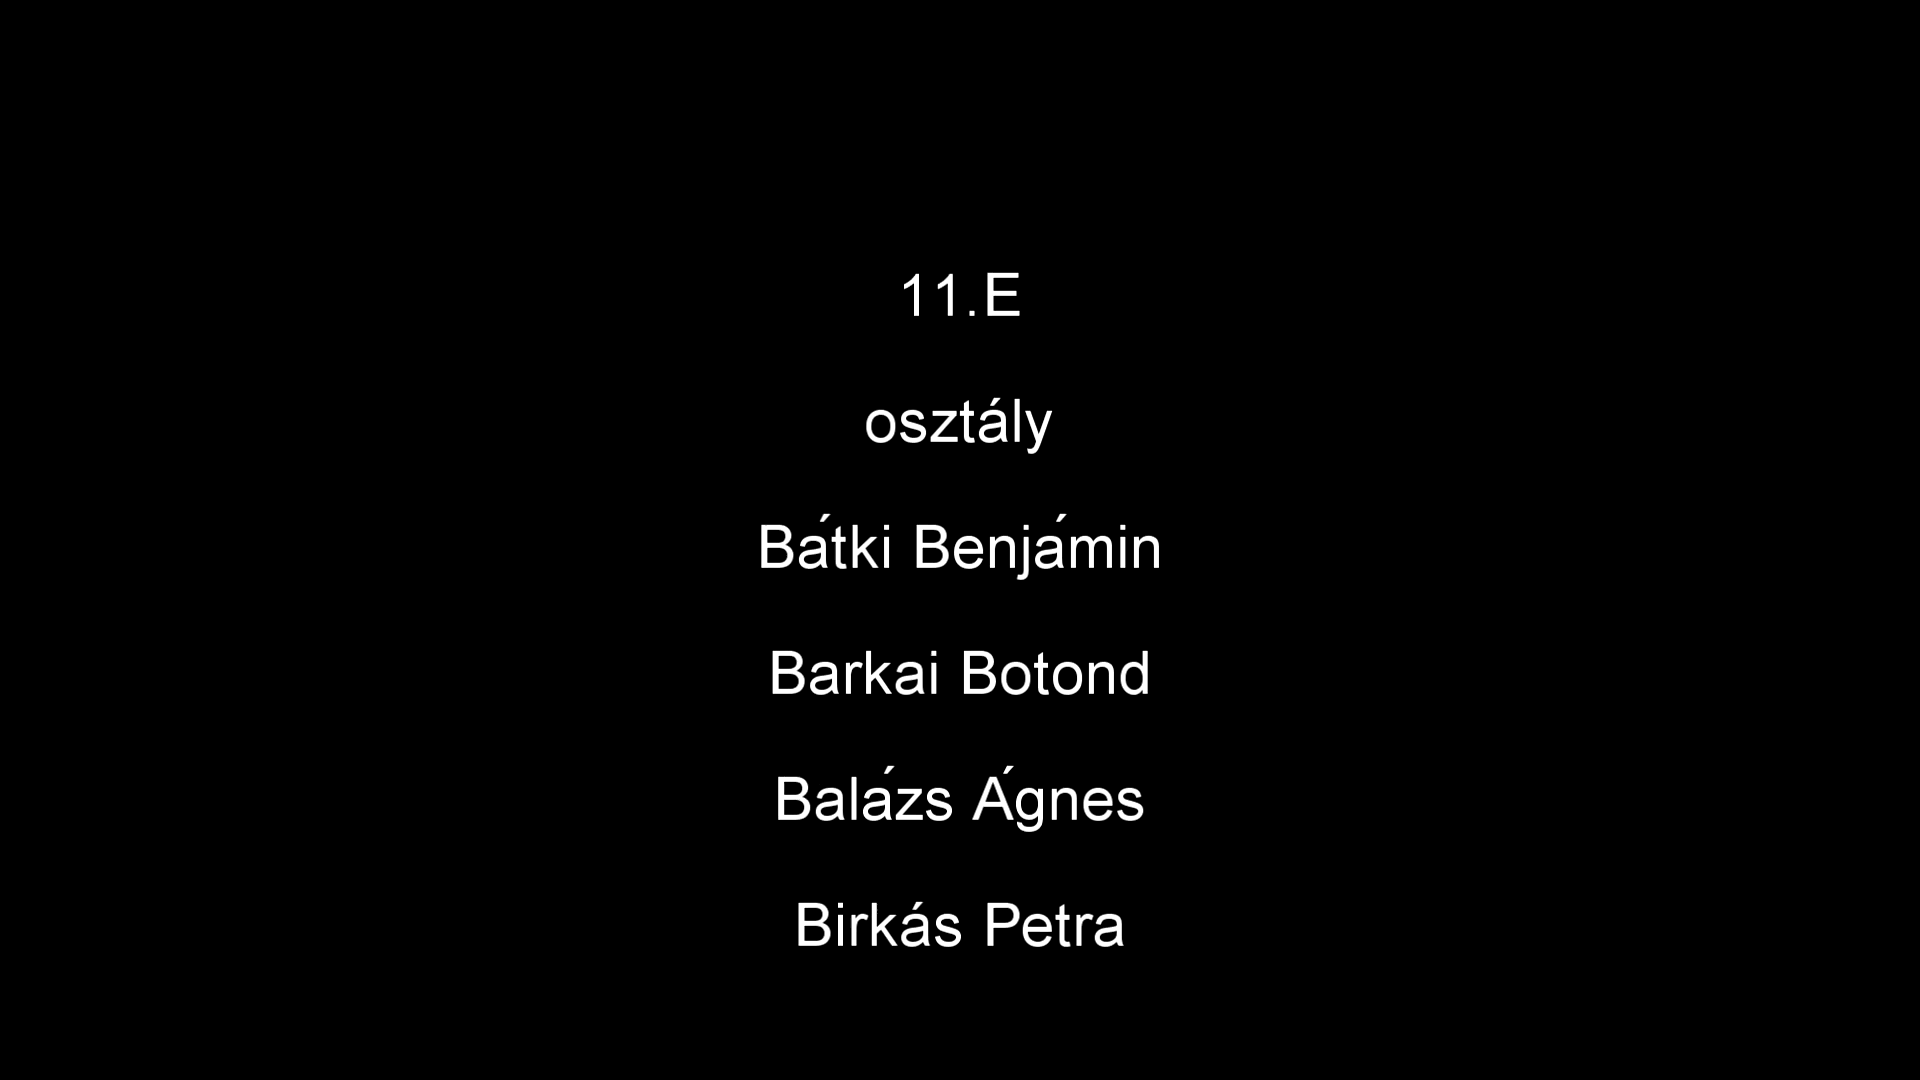 11.E
osztály
Bátki Benjámin
Barkai Botond
Balázs Ágnes
Birkás Petra